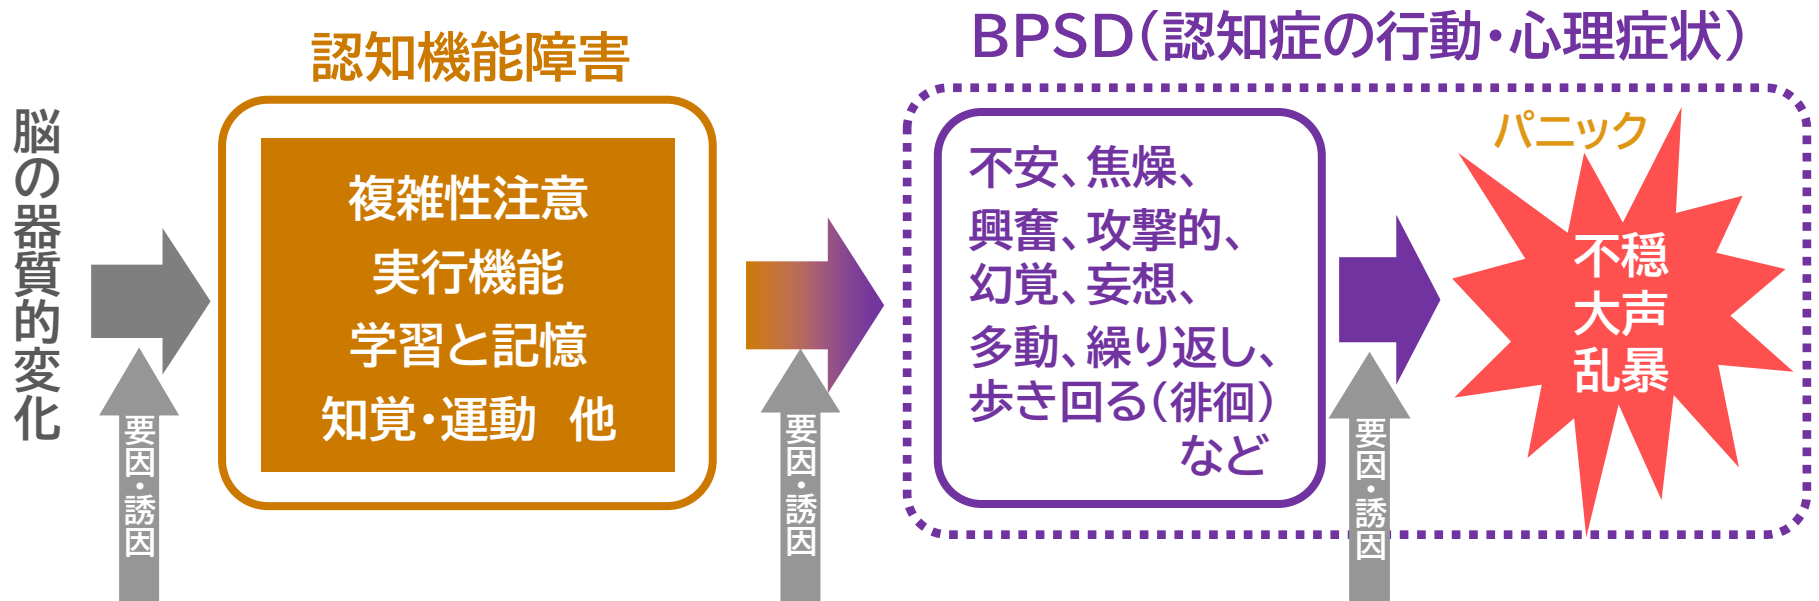 脳の器質的変化
要因・誘因
認知機能障害
複雑性注意
実行機能
学習と記憶
知覚・運動　他
要因・誘因
BPSD(認知症の行動・心理症状)
不安、焦燥、
興奮、攻撃的、
幻覚、妄想、
多動、繰り返し、
歩き回る(徘徊)
など
要因・誘因
パニック
不穏
大声
乱暴